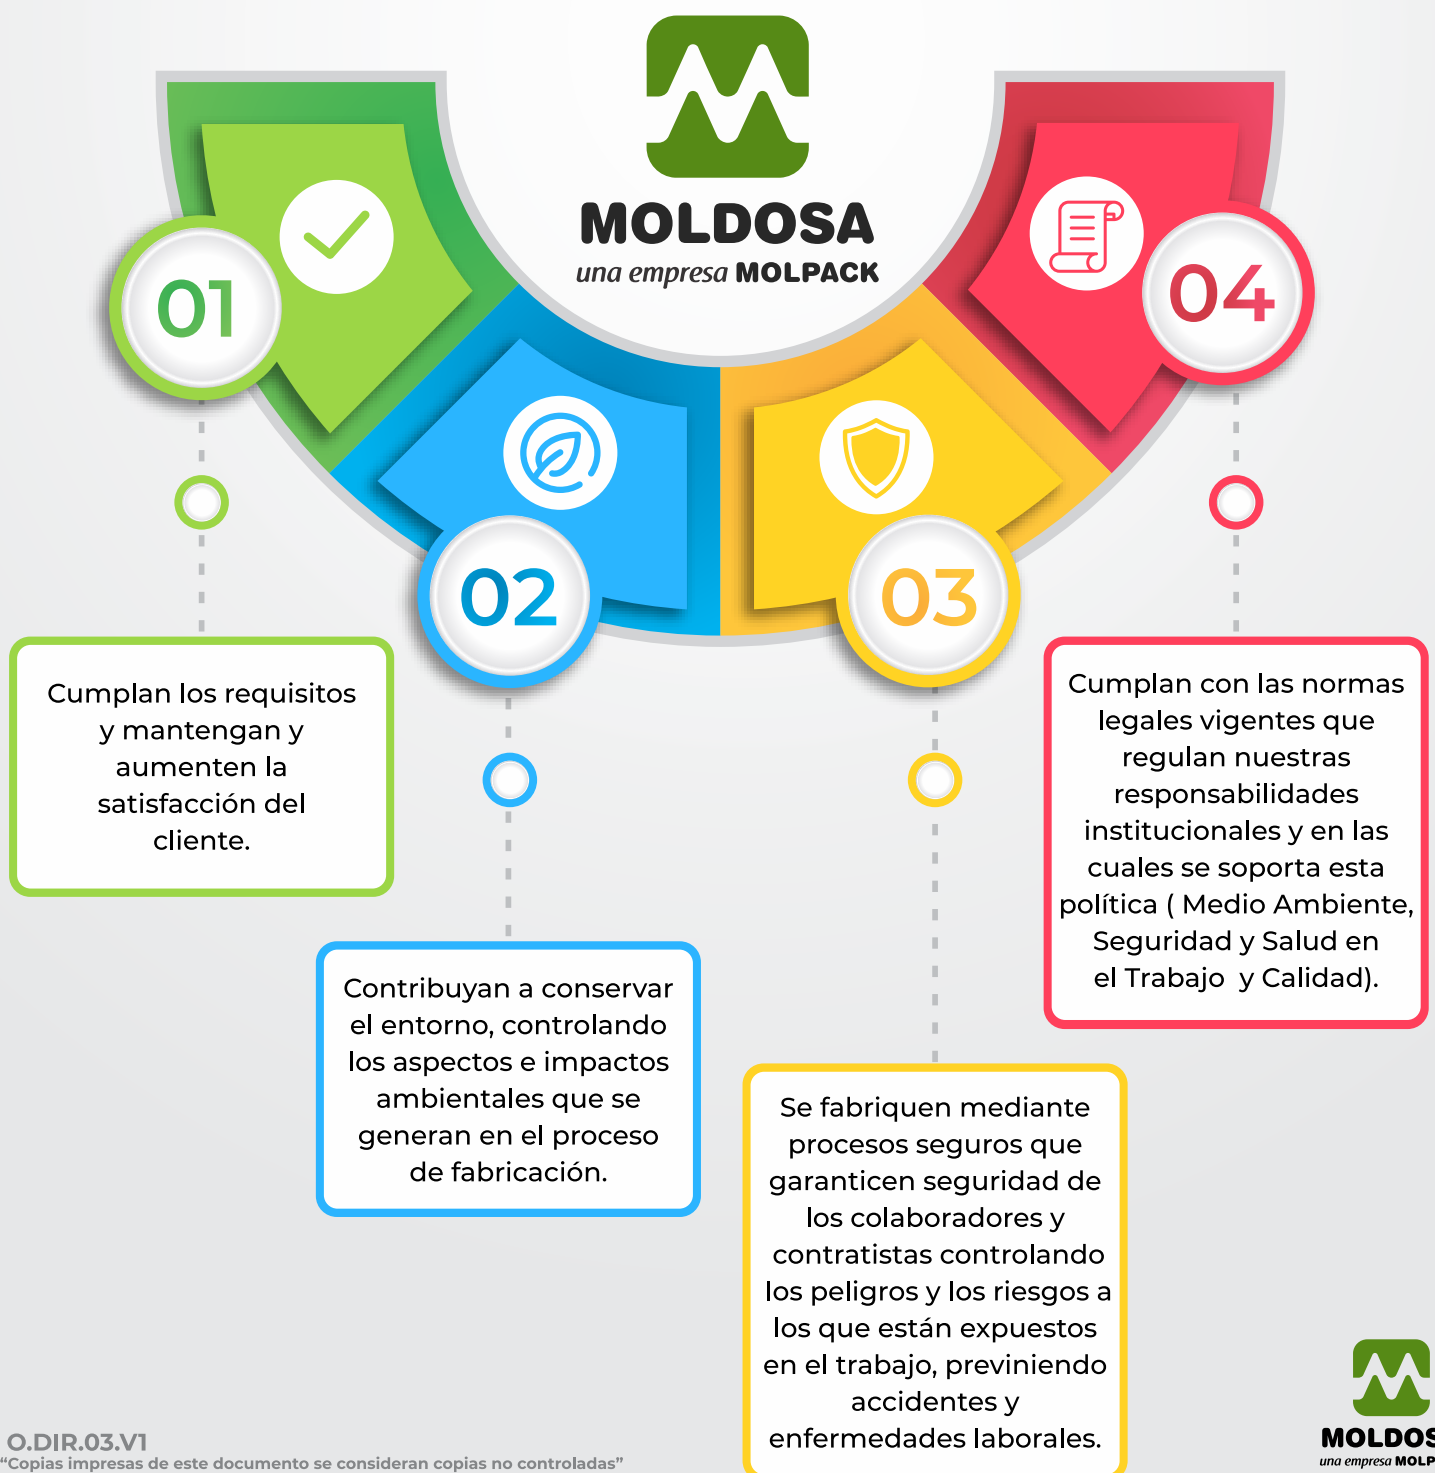 MOLDOSA
una empresa MOLPACK
01
02
03
04
Cumplan los requisitos
y mantengan y
aumenten la
satisfacción del
cliente.
Contribuyan a conservar
el entorno, controlando
los aspectos e impactos
ambientales que se
generan en el proceso
de fabricación.
Se fabriquen mediante
procesos seguros que
garanticen seguridad de
los colaboradores y
contratistas controlando
los peligros y los riesgos a
los que están expuestos
en el trabajo, previniendo
accidentes y
enfermedades laborales.
Cumplan con las normas
legales vigentes que
regulan nuestras
responsabilidades
institucionales y en las
cuales se soporta esta
política ( Medio Ambiente,
Seguridad y Salud en
el Trabajo  y Calidad).
O.DIR.03.V1
“Copias impresas de este documento se consideran copias no controladas”
MOLDOS
una empresa MOLP